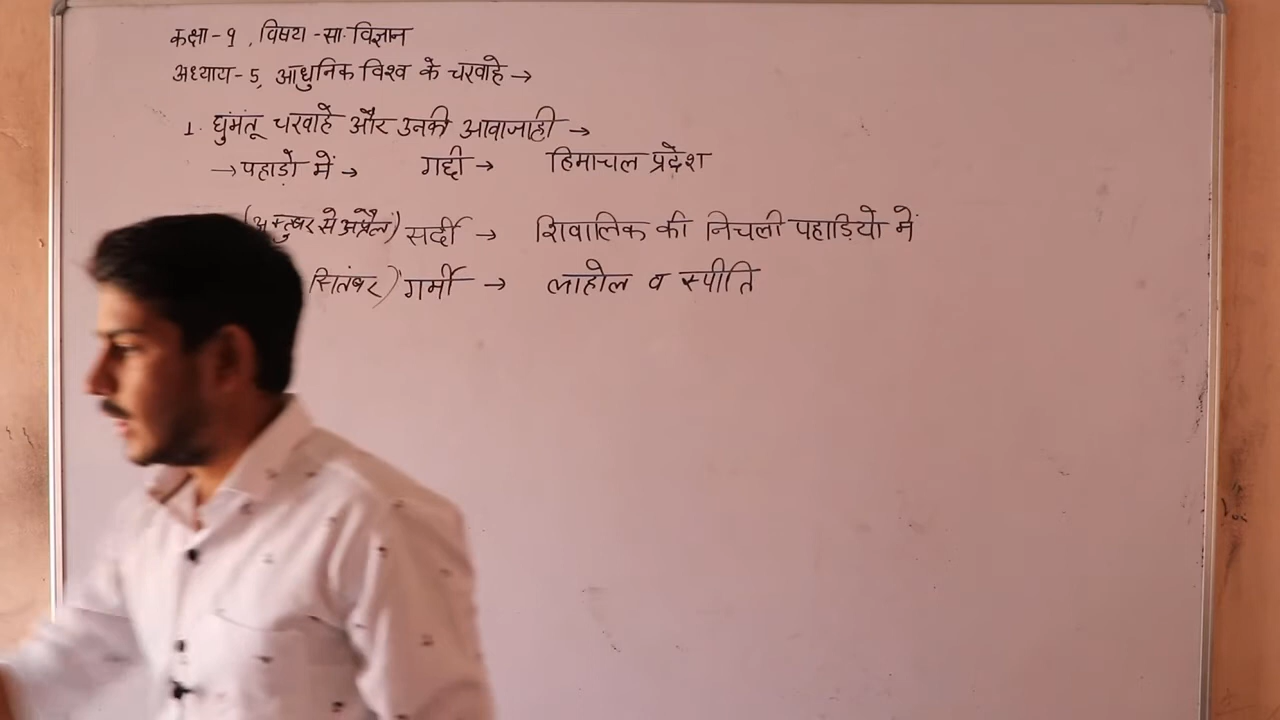 कक्षा-9, विषय-सा. विज्ञान
अध्याय-5, आधुनिक विश्व के चरवाहे →
1. घुमंतू चरवाहे और उनकी आवाजाही →
→ पहाड़ो में → गद्दी → हिमाचल प्रदेश
(अक्तुबर से अप्रैल) सर्दी → शिवालिक की निचली पहाड़ियो में
सितंबर) गर्मी → लाहोल व स्पीति